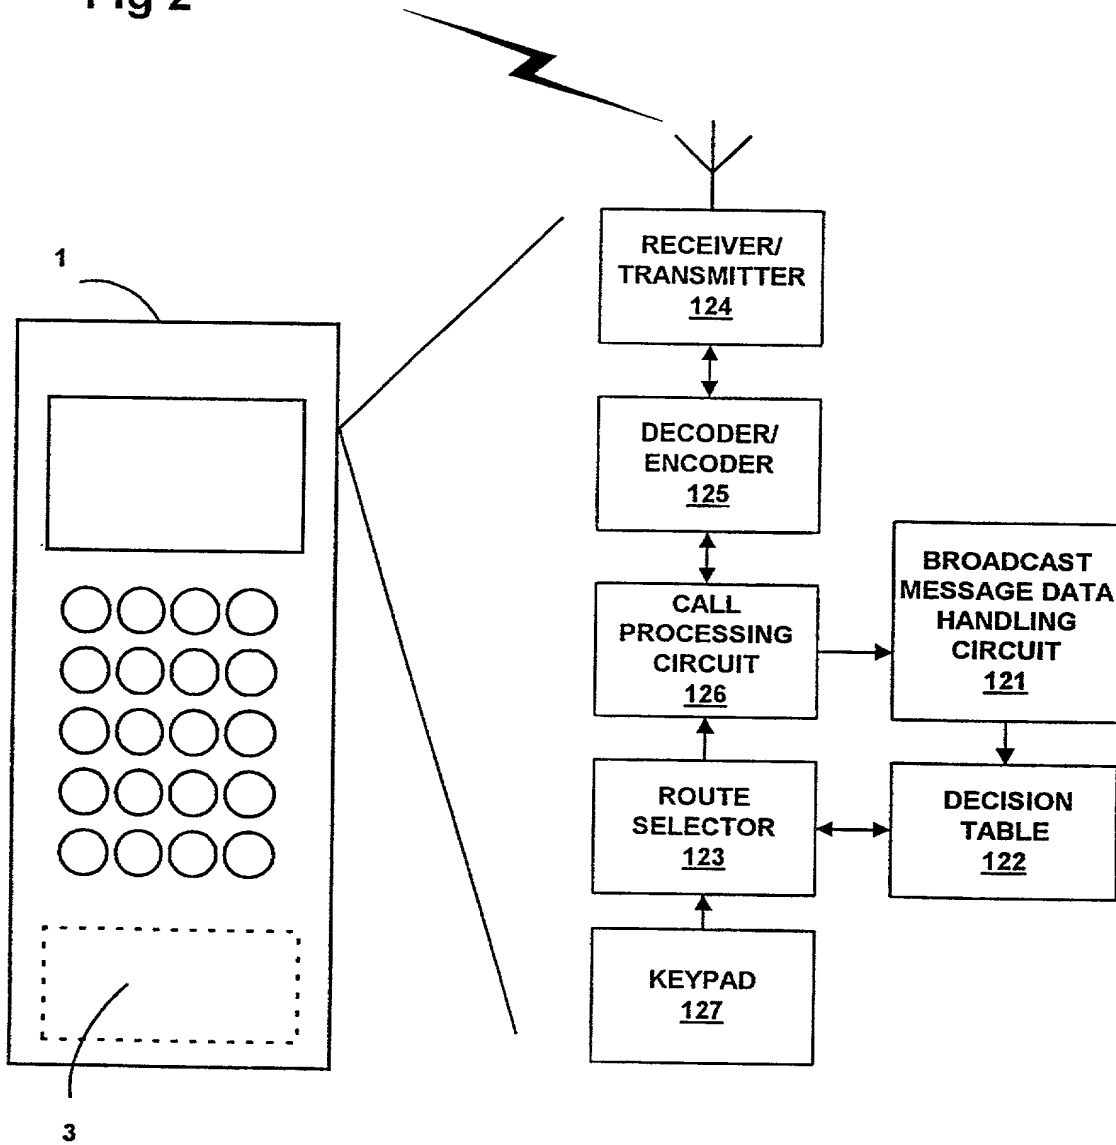 Fig 2
1
RECEIVER/
TRANSMITTER
124
DECODER/
ENCODER
125
CALL
PROCESSING
CIRCUIT
126
BROADCAST
MESSAGE DATA
HANDLING
CIRCUIT
121
ROUTE
SELECTOR
123
DECISION
TABLE
122
KEYPAD
127
3